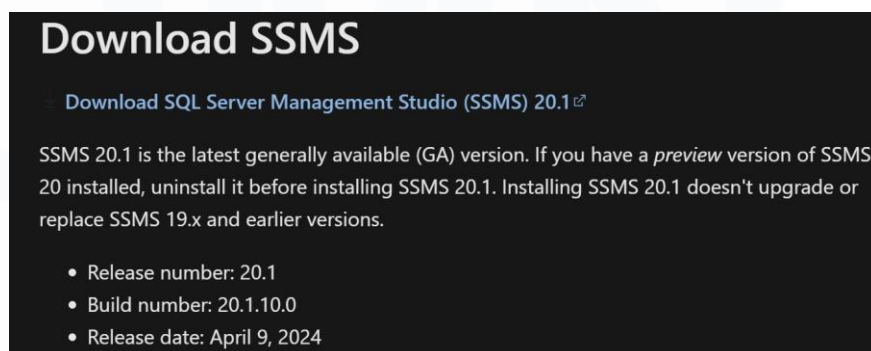 Download SSMS
Download SQL Server Management Studio (SSMS) 20.1
SSMS 20.1 is the latest generally available (GA) version. If you have a preview version of SSMS
20 installed, uninstall it before installing SSMS 20.1. Installing SSMS 20.1 doesn't upgrade or
replace SSMS 19.x and earlier versions.
• Release number: 20.1
• Build number: 20.1.10.0
• Release date: April 9, 2024